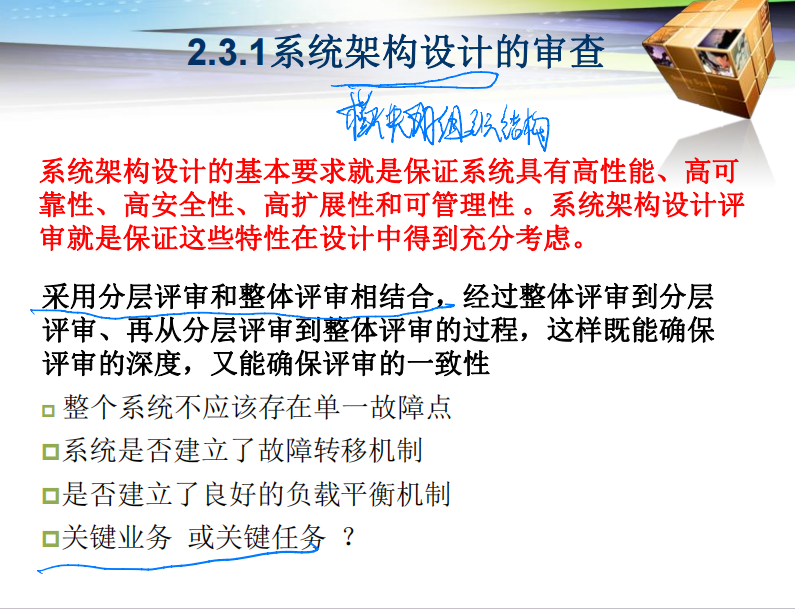 2.3.1系统架构设计的审查
组织结构
系统架构设计的基本要求就是保证系统具有高性能、高可
靠性、高安全性、高扩展性和可管理性 。系统架构设计评
审就是保证这些特性在设计中得到充分考虑。
采用分层评审和整体评审相结合，经过整体评审到分层
评审、再从分层评审到整体评审的过程，这样既能确保
评审的深度，又能确保评审的一致性
整个系统不应该存在单一故障点
系统是否建立了故障转移机制
是否建立了良好的负载平衡机制
关键业务 或关键任务 ？